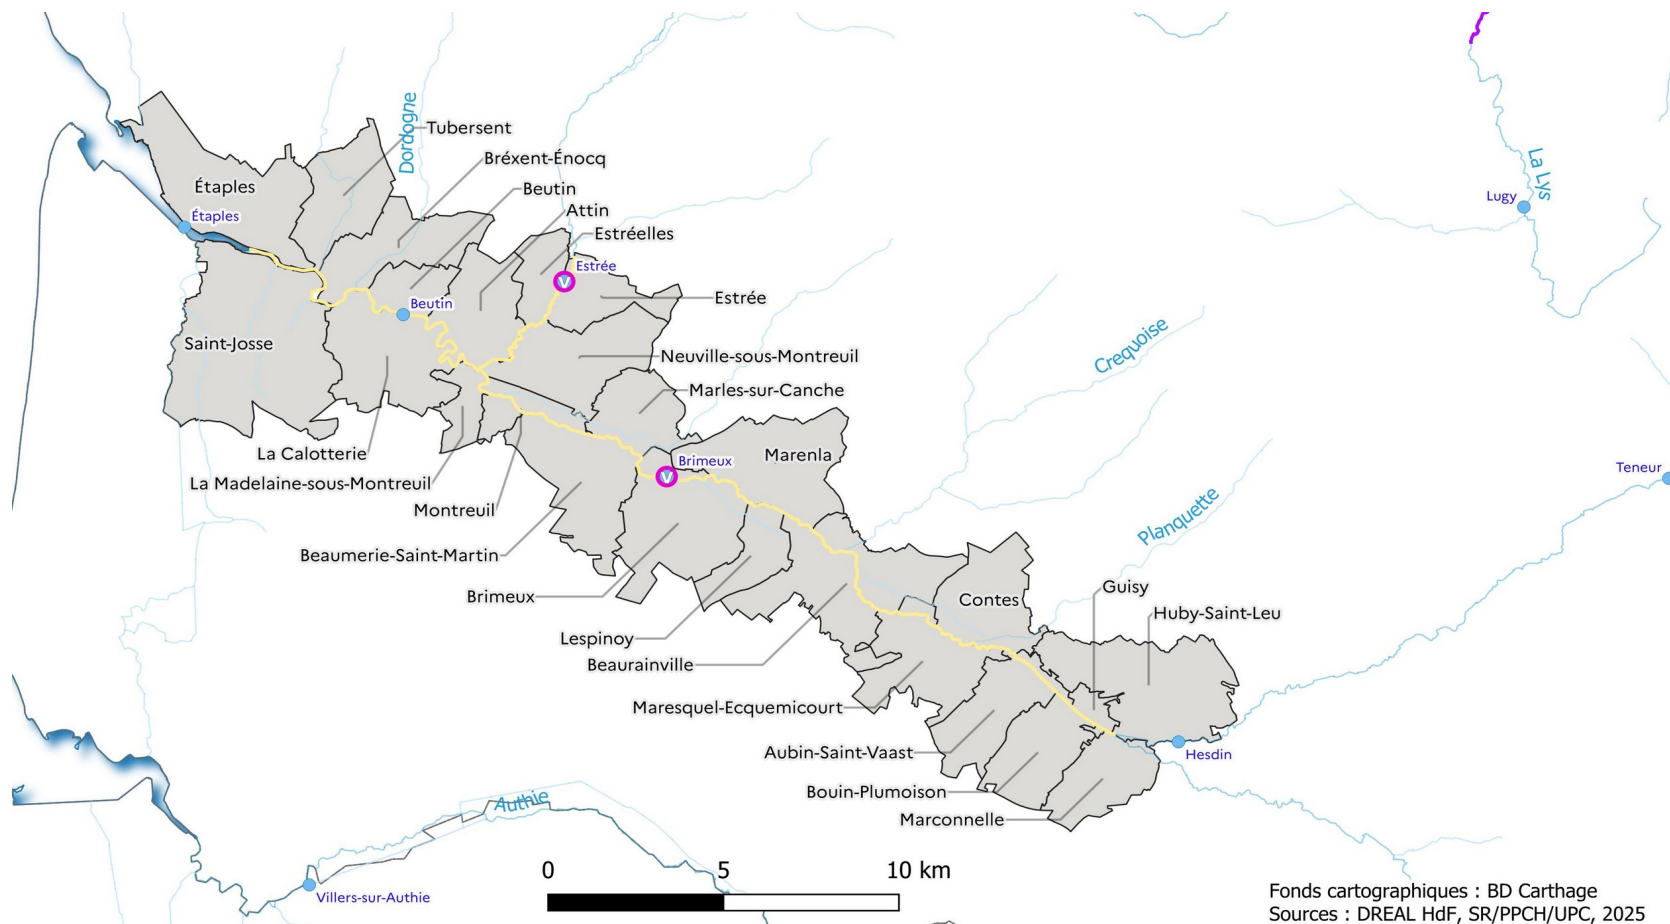 Dordogne
Tubersent
Bréxent-Énocq
La Lys
Étaples
Beutin
Lugy
Étaples
Attin
Estréelles
Estrée
V
Estrée
Beutin
Saint-Josse
Crequoise
Neuville-sous-Montreuil
Marles-sur-Canche
La Calotterie
Brimeux
Marenla
V
Teneur
La Madelaine-sous-Montreuil
Montreuil
Planquette
Beaumerie-Saint-Martin
Guisy
Brimeux
Contes
Huby-Saint-Leu
Lespinoy
Beaurainville
Maresquel-Ecquemicourt
Aubin-Saint-Vaast
Hesdin
Bouin-Plumoison
Authie
Marconnelle
0 5 10 km
Villers-sur-Authie
Fonds cartographiques : BD Carthage
Sources : DREAL HdF, SR/PPCH/UPC, 2025